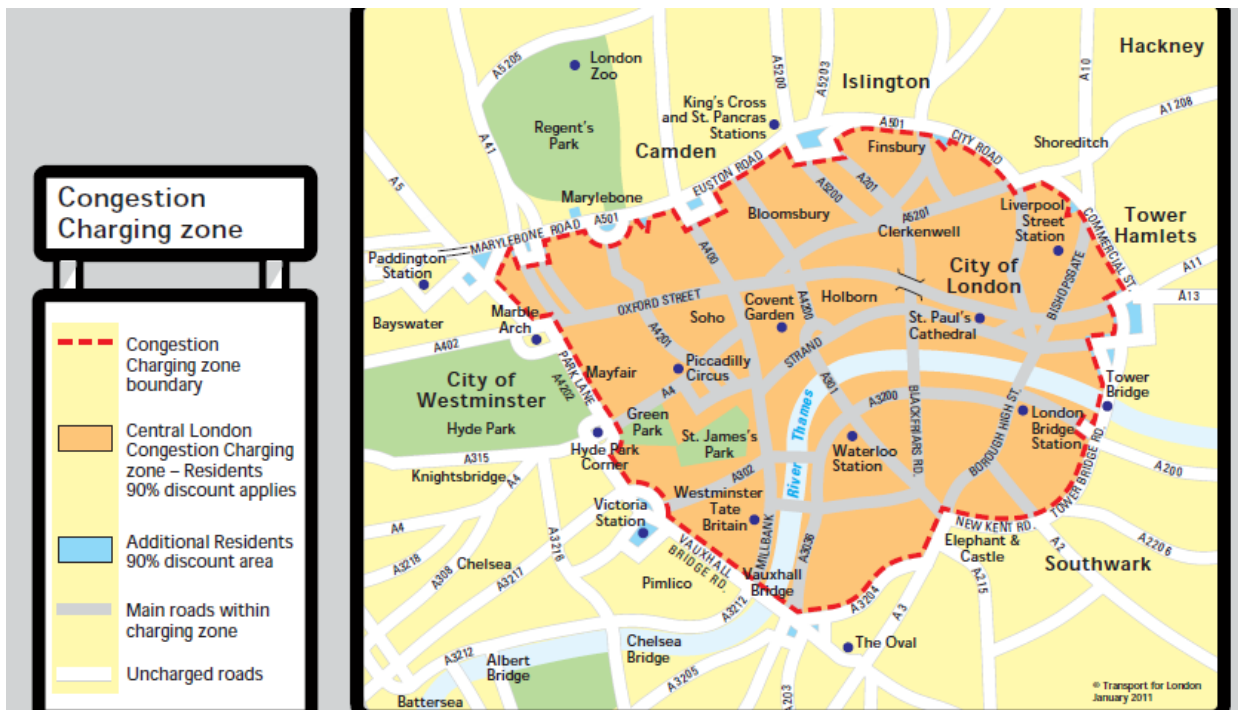 Congestion
Charging zone
Congestion
Charging zone
boundary
Central London
Congestion Charging
zone – Residents
90% discount applies
Additional Residents
90% discount area
Main roads within
charging zone
Uncharged roads
Hackney
A5205
London
Zoo
A5200
A5203
Islington
A10
A1208
King's Cross
and St. Pancras
Stations
A501
CITY ROAD
Shoreditch
Regent's
Park
A41
Camden
EUSTON ROAD
Finsbury
A5
Marylebone
A501
A5200
A201
Bloomsbury
A5201
Clerkenwell
Liverpool
Street
Station
COMMERCIAL ST.
Tower
Hamlets
MARYLEBONE ROAD
Paddington
Station
A400
City of
London
BISHOPSGATE
A11
A13
Bayswater
Marble
Arch
OXFORD STREET
Soho
Covent
Garden
A4200
Holborn
St. Paul's
Cathedral
A402
PARK LANE
A4202
Mayfair
A4201
Piccadilly
Circus
STRAND
City of
Westminster
Hyde Park
A4
Green
Park
St. James's
Park
River Thames
A301
A3200
BLACKFRIARS RD.
BOROUGH HIGH ST.
London
Bridge
Station
Tower
Bridge
A315
Knightsbridge
A4
Hyde Park
Corner
A302
Waterloo
Station
TOWER BRIDGE RD.
A200
Victoria
Station
Westminster
Tate
Britain
MILLBANK
A3036
NEW KENT RD.
Elephant &
Castle
A2
A2206
Southwark
A4
A3218
A308
Chelsea
A3217
A3216
VAUXHALL
BRIDGE RD.
Pimlico
A3212
Vauxhall
Bridge
A3204
A3
A215
The Oval
A3212
Albert
Bridge
Chelsea
Bridge
A3205
A203
Battersea
© Transport for London
January 2011